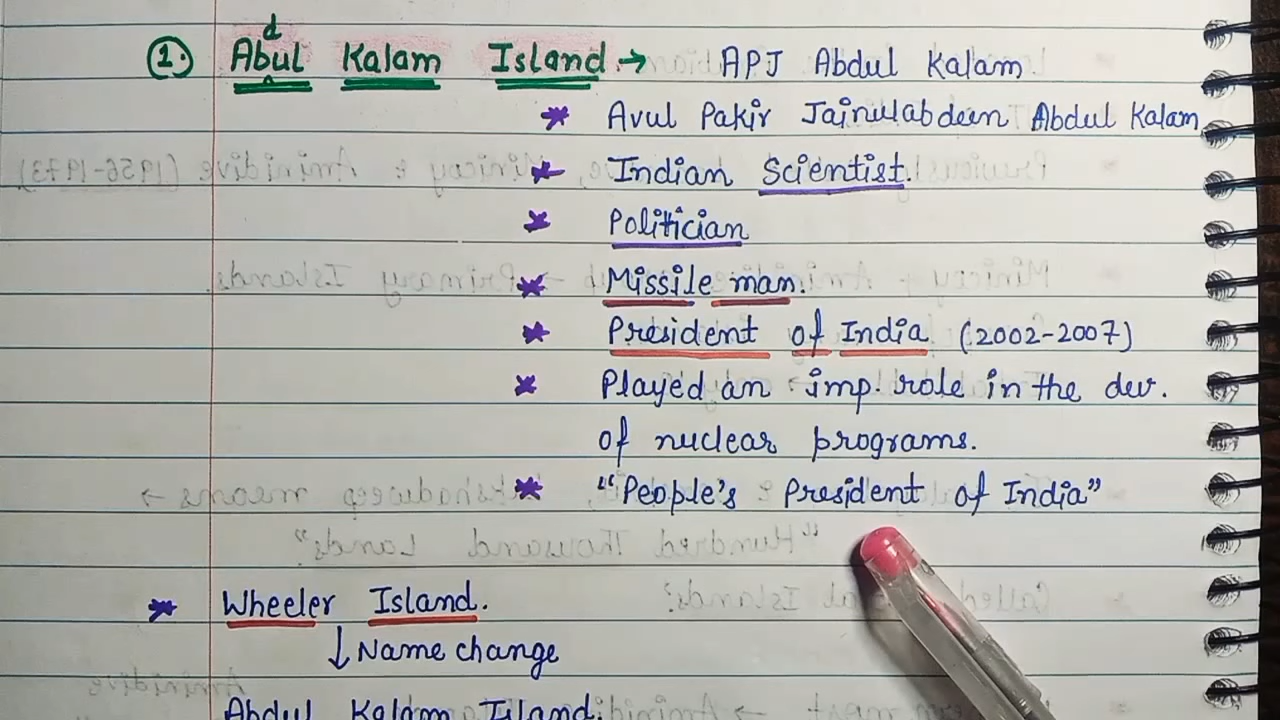 1. Abdul Kalam Island → APJ Abdul Kalam
* Avul Pakir Jainulabdeen Abdul Kalam
* Indian Scientist.
* Politician
* Missile man.
* President of India (2002-2007)
* Played an imp. role in the dev.
of nuclear programs.
* "People's President of India"
* Wheeler Island.
↓ Name change
Abdul Kalam Island.